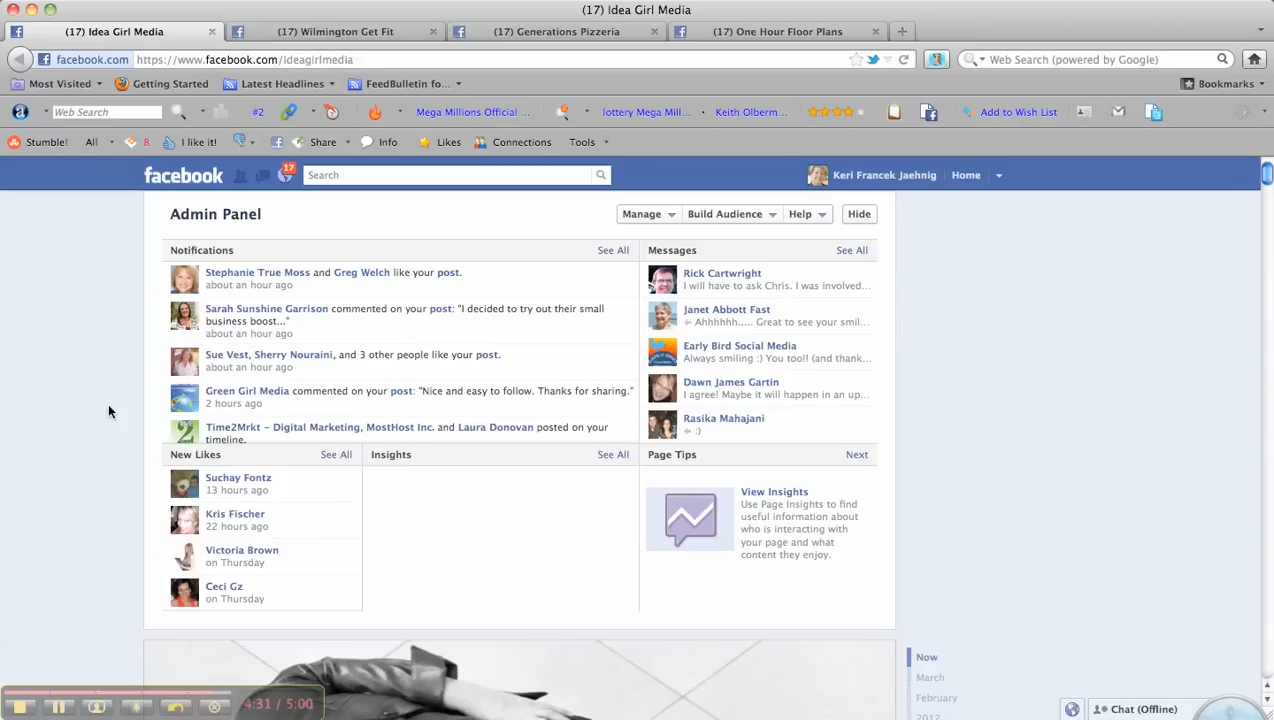 (17) Idea Girl Media
(17) Idea Girl Media
(17) Wilmington Get Fit
(17) Generations Pizzeria
(17) One Hour Floor Plans
facebook.com
https://www.facebook.com/ideagirlmedia
Web Search (powered by Google)
Most Visited
Getting Started
Latest Headlines
FeedBulletin fo...
Bookmarks
Web Search
#2
Mega Millions Official ...
lottery Mega Mill...
Keith Olberm...
Add to Wish List
Stumble!
All
8
I like it!
Share
Info
Likes
Connections
Tools
facebook
17
Search
Keri Francek Jaehnig
Home
Admin Panel
Manage
Build Audience
Help
Hide
Notifications
See All
Stephanie True Moss and Greg Welch like your post.
about an hour ago
Sarah Sunshine Garrison commented on your post: "I decided to try out their small
business boost..."
about an hour ago
Sue Vest, Sherry Nouraini, and 3 other people like your post.
about an hour ago
Green Girl Media commented on your post: "Nice and easy to follow. Thanks for sharing."
2 hours ago
2
Time2Mrkt - Digital Marketing, MostHost Inc. and Laura Donovan posted on your
timeline.
Messages
See All
Rick Cartwright
I will have to ask Chris. I was involved...
Janet Abbott Fast
Ahhhhhh..... Great to see your smil...
Early Bird Social Media
Always smiling :) You too!! (and thank...
Dawn James Gartin
I agree! Maybe it will happen in an up...
Rasika Mahajani
:)
New Likes
See All
Suchay Fontz
13 hours ago
Kris Fischer
22 hours ago
Victoria Brown
on Thursday
Ceci Gz
on Thursday
Insights
See All
Page Tips
Next
View Insights
Use Page Insights to find
useful information about
who is interacting with
your page and what
content they enjoy.
Now
March
February
2012
4:31 / 5:00
Chat (Offline)